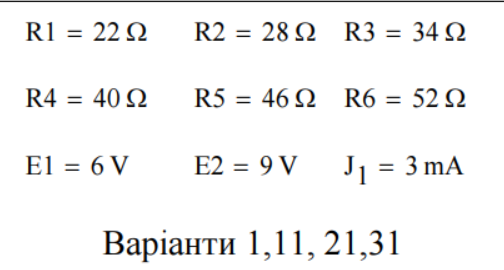 R1 = 22 Ω R2 = 28 Ω R3 = 34 Ω
R4 = 40 Ω R5 = 46 Ω R6 = 52 Ω
E1 = 6 V E2 = 9 V J₁ = 3 mA
Варіанти 1,11, 21,31